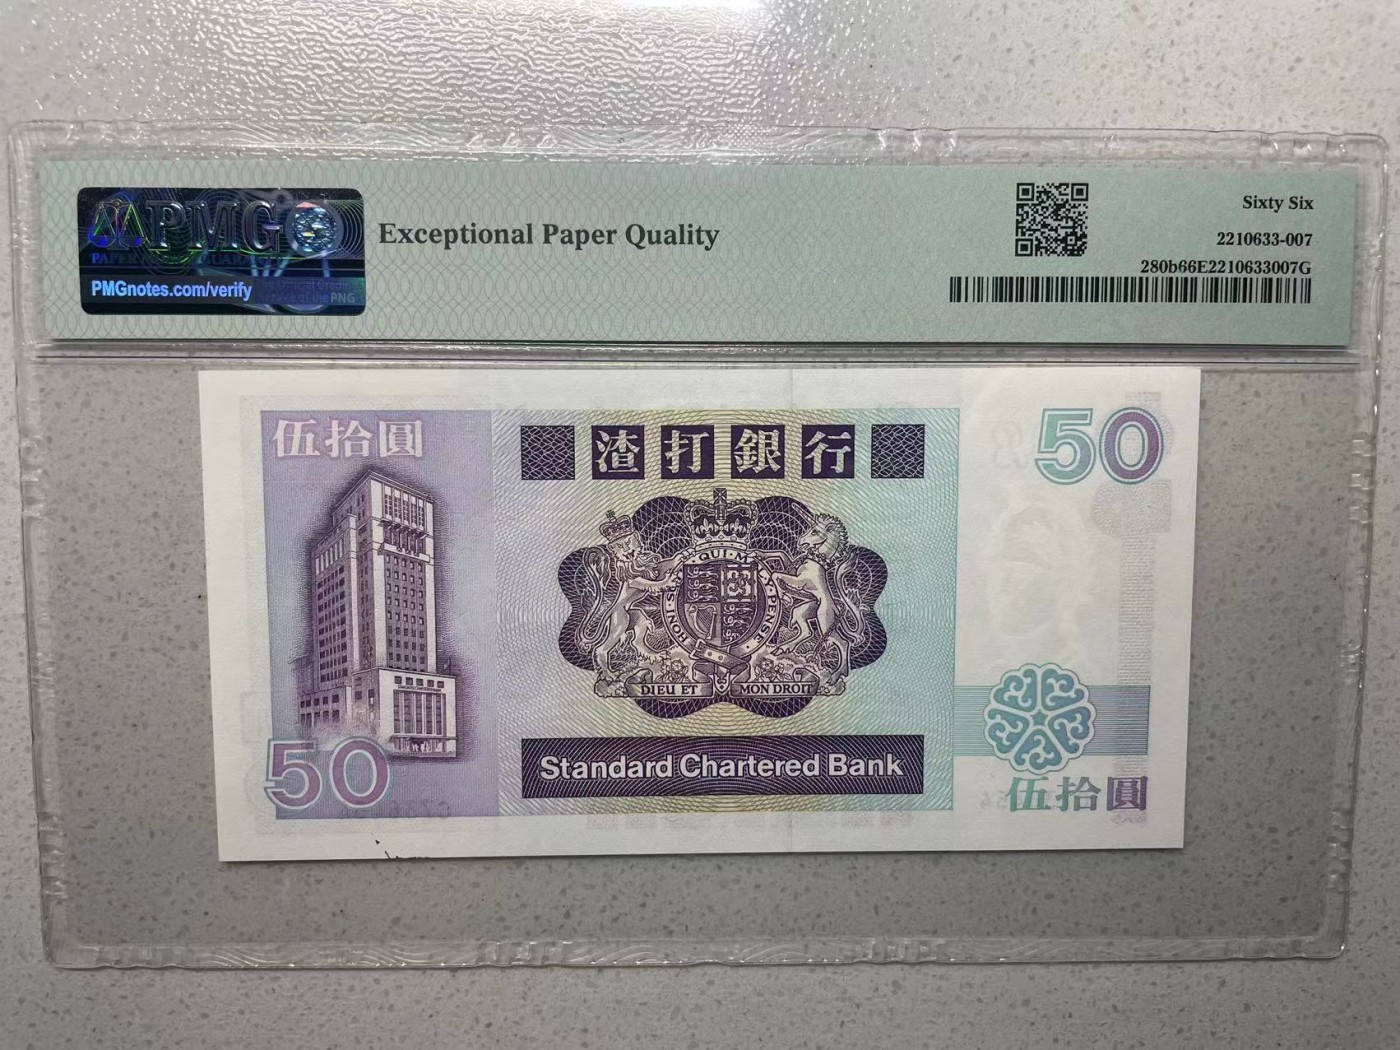 PMG
PMGnotes.com/verify
Exceptional Paper Quality
Sixty Six
2210633-007
280b66E2210633007G
伍拾圓
渣打銀行
50
DIEU ET MON DROIT
50
Standard Chartered Bank
伍拾圓